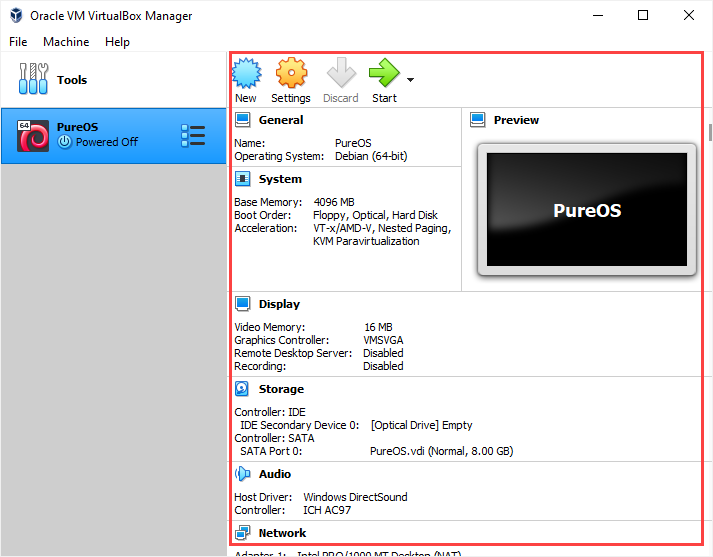 Oracle VM VirtualBox Manager
File Machine Help
Tools
New Settings Discard Start
64
PureOS
Powered Off
General
Name: PureOS
Operating System: Debian (64-bit)
Preview
PureOS
System
Base Memory: 4096 MB
Boot Order: Floppy, Optical, Hard Disk
Acceleration: VT-x/AMD-V, Nested Paging,
KVM Paravirtualization
Display
Video Memory: 16 MB
Graphics Controller: VMSVGA
Remote Desktop Server: Disabled
Recording: Disabled
Storage
Controller: IDE
IDE Secondary Device 0: [Optical Drive] Empty
Controller: SATA
SATA Port 0: PureOS.vdi (Normal, 8.00 GB)
Audio
Host Driver: Windows DirectSound
Controller: ICH AC97
Network
Adapter 1: Intel PRO/1000 MT Desktop (NAT)